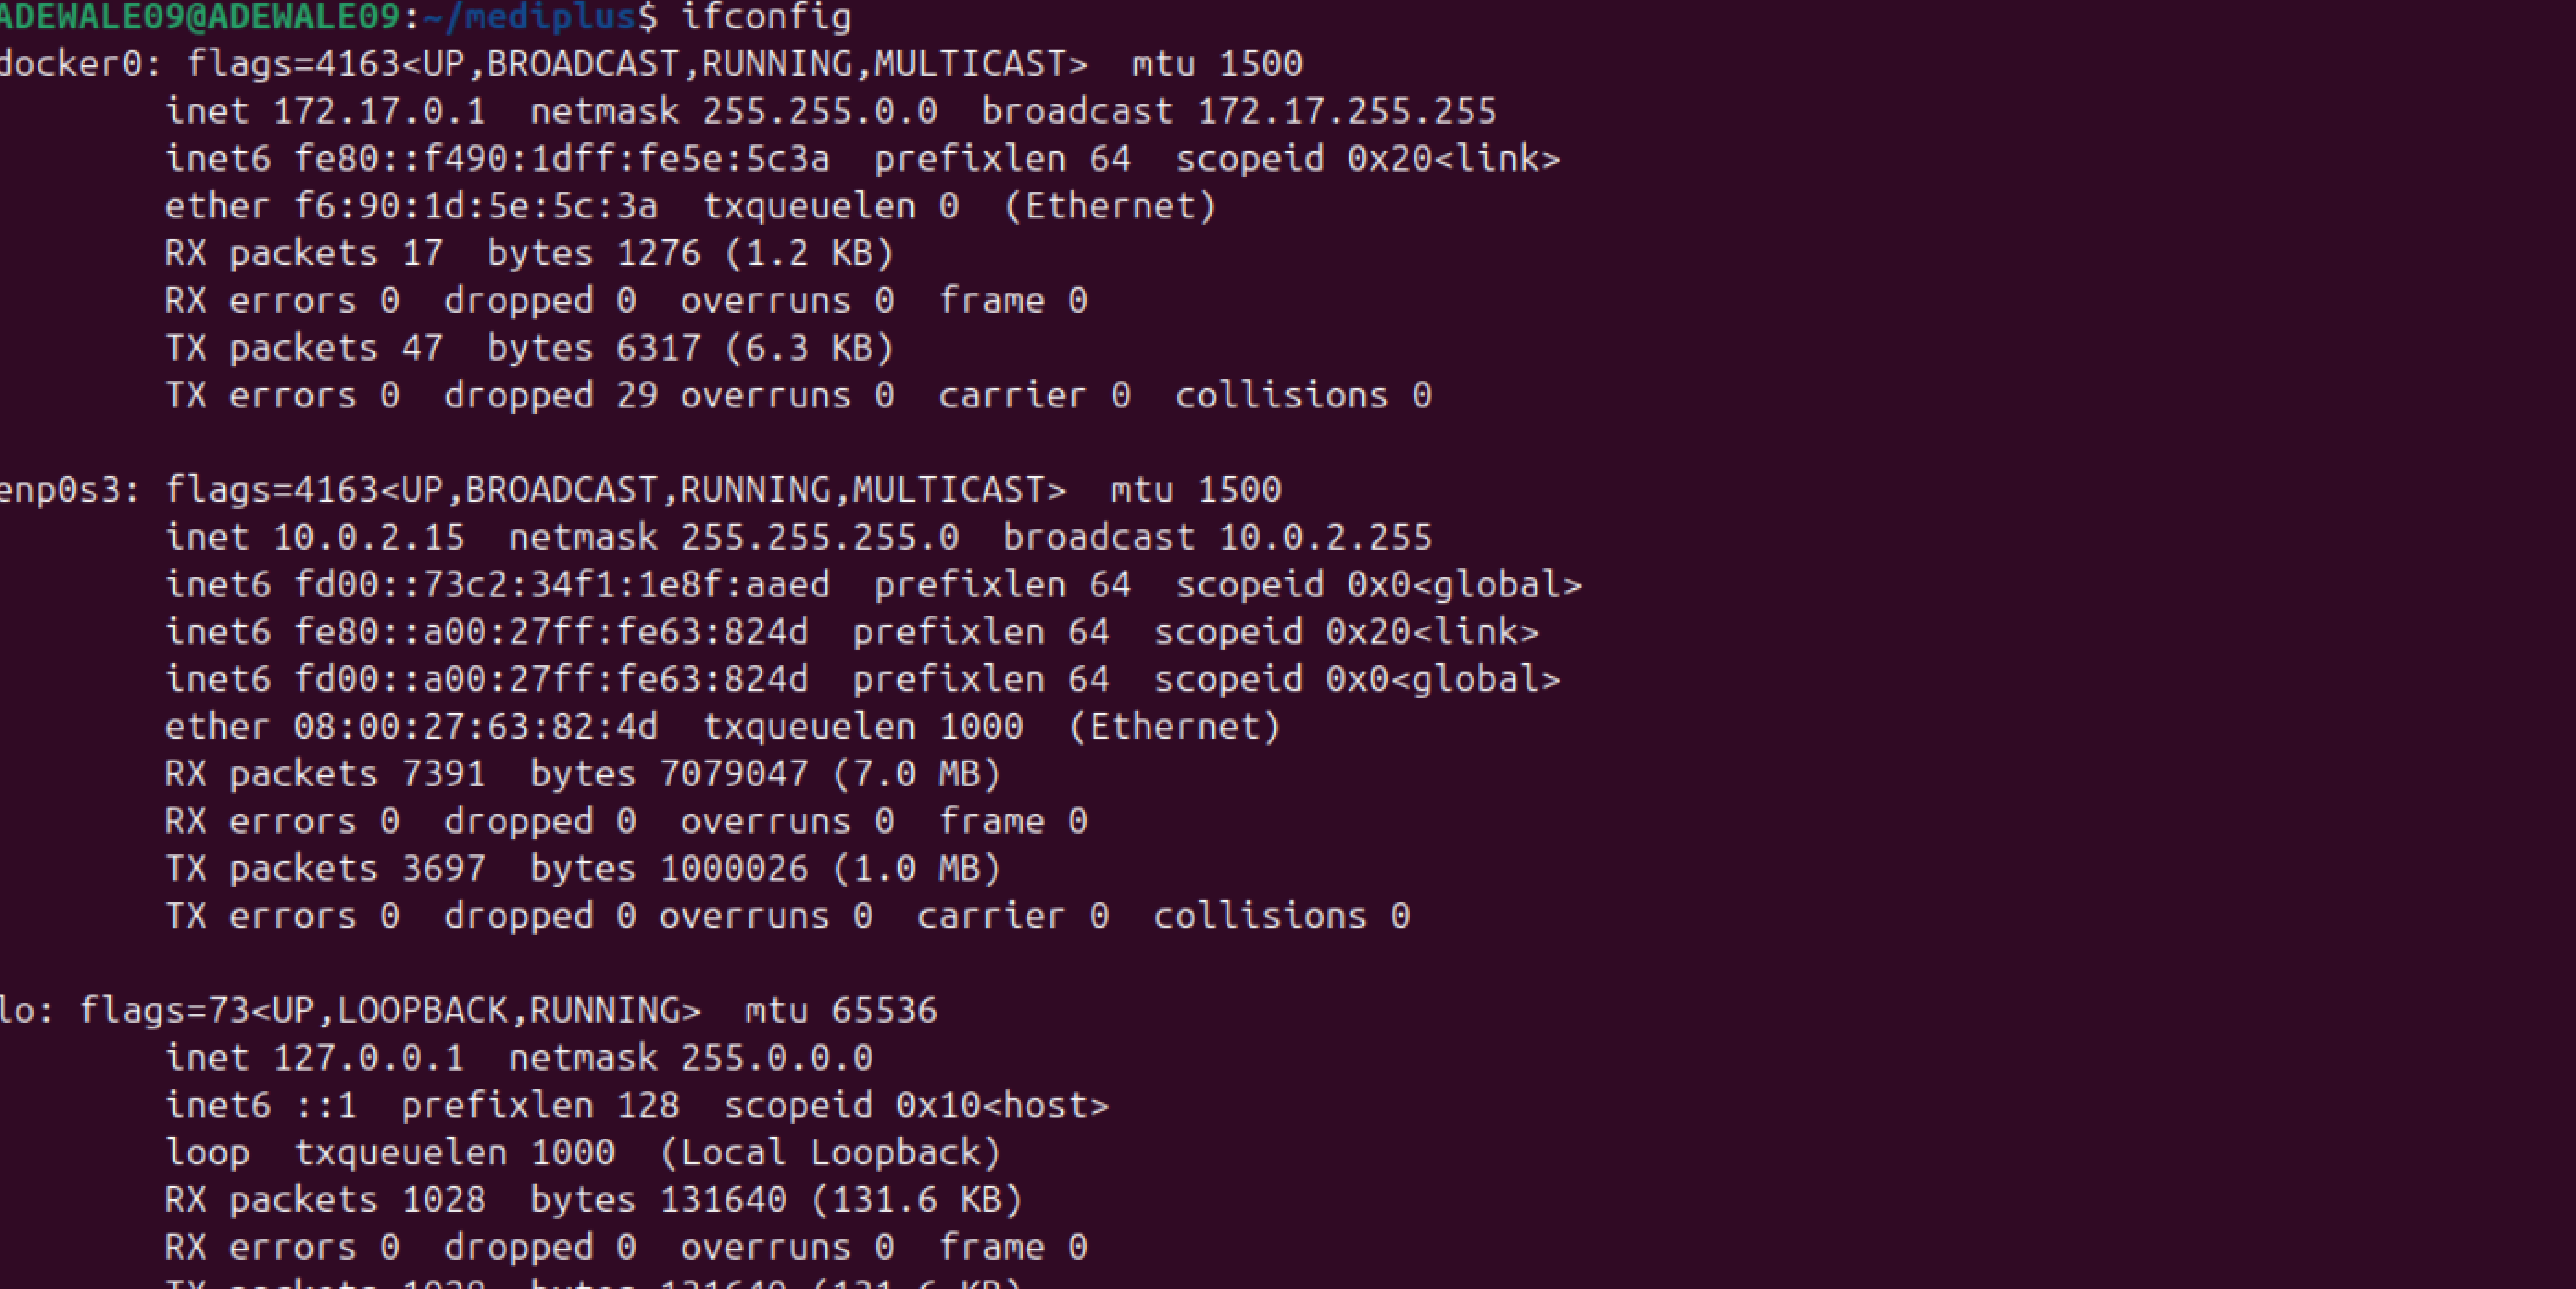 ADEWALE09@ADEWALE09:~/mediplus$ ifconfig
docker0: flags=4163<UP,BROADCAST,RUNNING,MULTICAST>  mtu 1500
        inet 172.17.0.1  netmask 255.255.0.0  broadcast 172.17.255.255
        inet6 fe80::f490:1dff:fe5e:5c3a  prefixlen 64  scopeid 0x20<link>
        ether f6:90:1d:5e:5c:3a  txqueuelen 0  (Ethernet)
        RX packets 17  bytes 1276 (1.2 KB)
        RX errors 0  dropped 0  overruns 0  frame 0
        TX packets 47  bytes 6317 (6.3 KB)
        TX errors 0  dropped 29 overruns 0  carrier 0  collisions 0

enp0s3: flags=4163<UP,BROADCAST,RUNNING,MULTICAST>  mtu 1500
        inet 10.0.2.15  netmask 255.255.255.0  broadcast 10.0.2.255
        inet6 fd00::73c2:34f1:1e8f:aaed  prefixlen 64  scopeid 0x0<global>
        inet6 fe80::a00:27ff:fe63:824d  prefixlen 64  scopeid 0x20<link>
        inet6 fd00::a00:27ff:fe63:824d  prefixlen 64  scopeid 0x0<global>
        ether 08:00:27:63:82:4d  txqueuelen 1000  (Ethernet)
        RX packets 7391  bytes 7079047 (7.0 MB)
        RX errors 0  dropped 0  overruns 0  frame 0
        TX packets 3697  bytes 1000026 (1.0 MB)
        TX errors 0  dropped 0 overruns 0  carrier 0  collisions 0

lo: flags=73<UP,LOOPBACK,RUNNING>  mtu 65536
        inet 127.0.0.1  netmask 255.0.0.0
        inet6 ::1  prefixlen 128  scopeid 0x10<host>
        loop  txqueuelen 1000  (Local Loopback)
        RX packets 1028  bytes 131640 (131.6 KB)
        RX errors 0  dropped 0  overruns 0  frame 0
        TX packets 1028  bytes 131640 (131.6 KB)